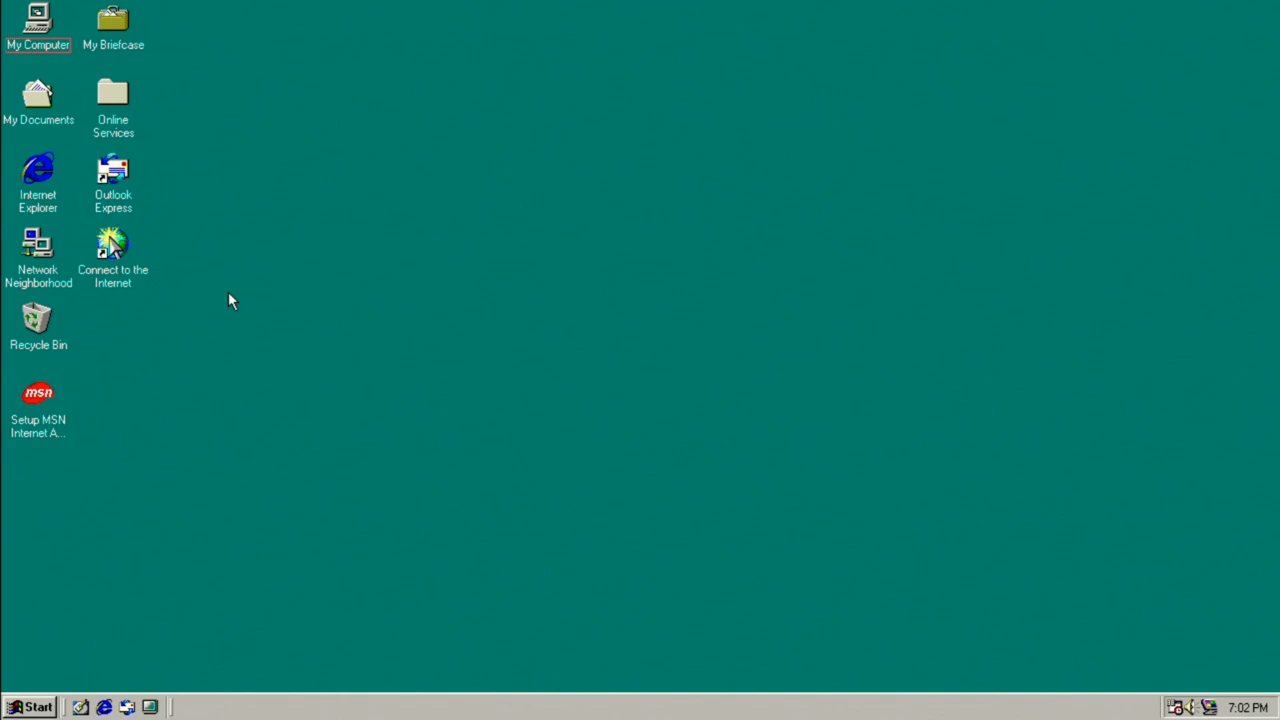 My Computer
My Briefcase
My Documents
Online
Services
Internet
Explorer
Outlook
Express
Network
Neighborhood
Connect to the
Internet
Recycle Bin
msn
Setup MSN
Internet A...
Start
7:02 PM